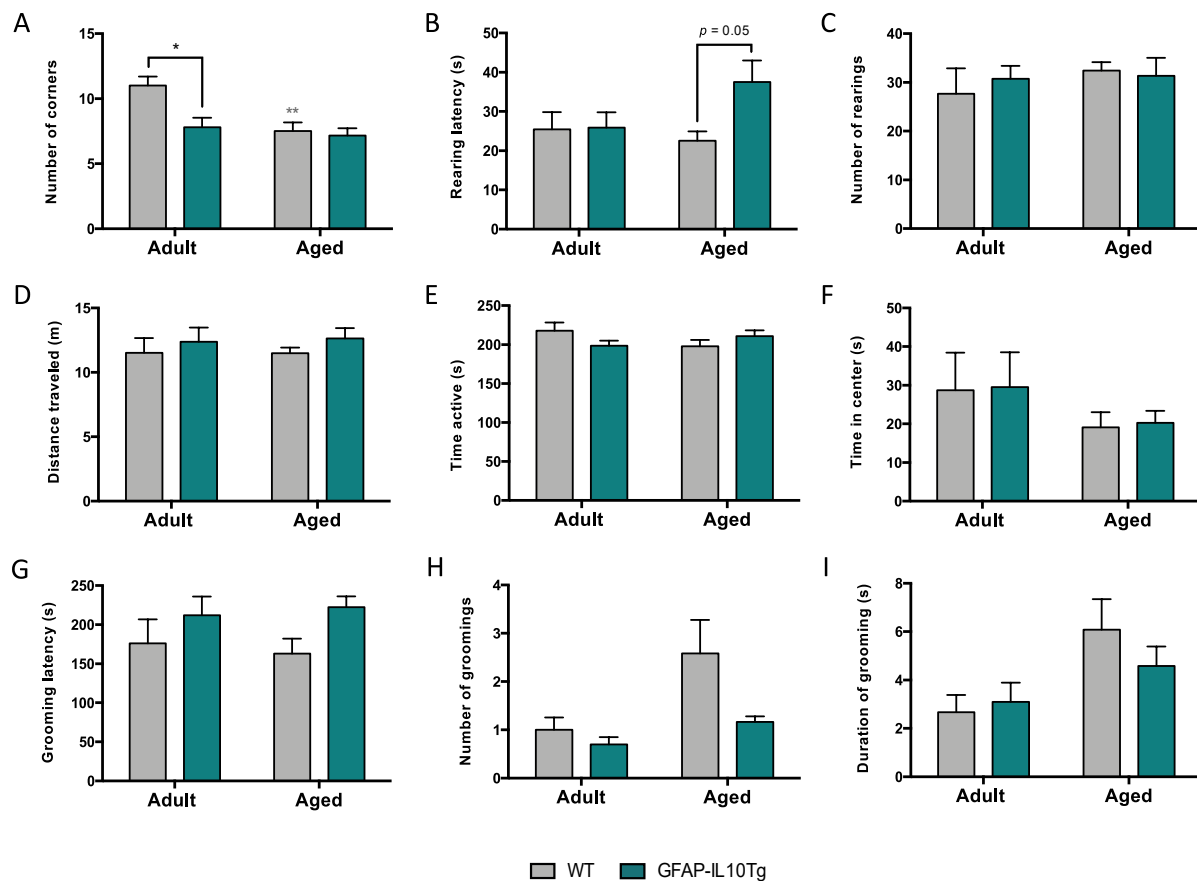 A
Number of corners
15
10
5
0
*
**
Adult
Aged
B
Rearing latency (s)
50
40
30
20
10
0
p = 0.05
Adult
Aged
C
Number of rearings
40
30
20
10
0
Adult
Aged
D
Distance traveled (m)
15
10
5
0
Adult
Aged
E
Time active (s)
250
200
150
100
50
0
Adult
Aged
F
Time in center (s)
50
40
30
20
10
0
Adult
Aged
G
Grooming latency (s)
250
200
150
100
50
0
Adult
Aged
H
Number of groomings
4
3
2
1
0
Adult
Aged
I
Duration of grooming (s)
8
6
4
2
0
Adult
Aged
WT
GFAP-IL10Tg